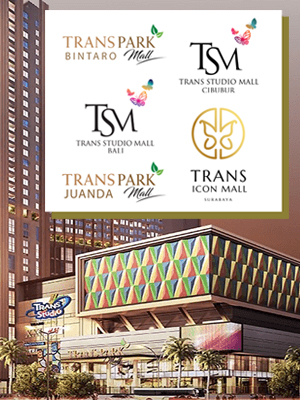 TRANSPARK
BINTARO Mall
TSM
TRANS STUDIO MALL
CIBUBUR
TSM
TRANS STUDIO MALL
BALI
TRANSPARK
JUANDA Mall
TRANS
ICON MALL
SURABAYA
TRANS
STUDIO
TRANSPARK